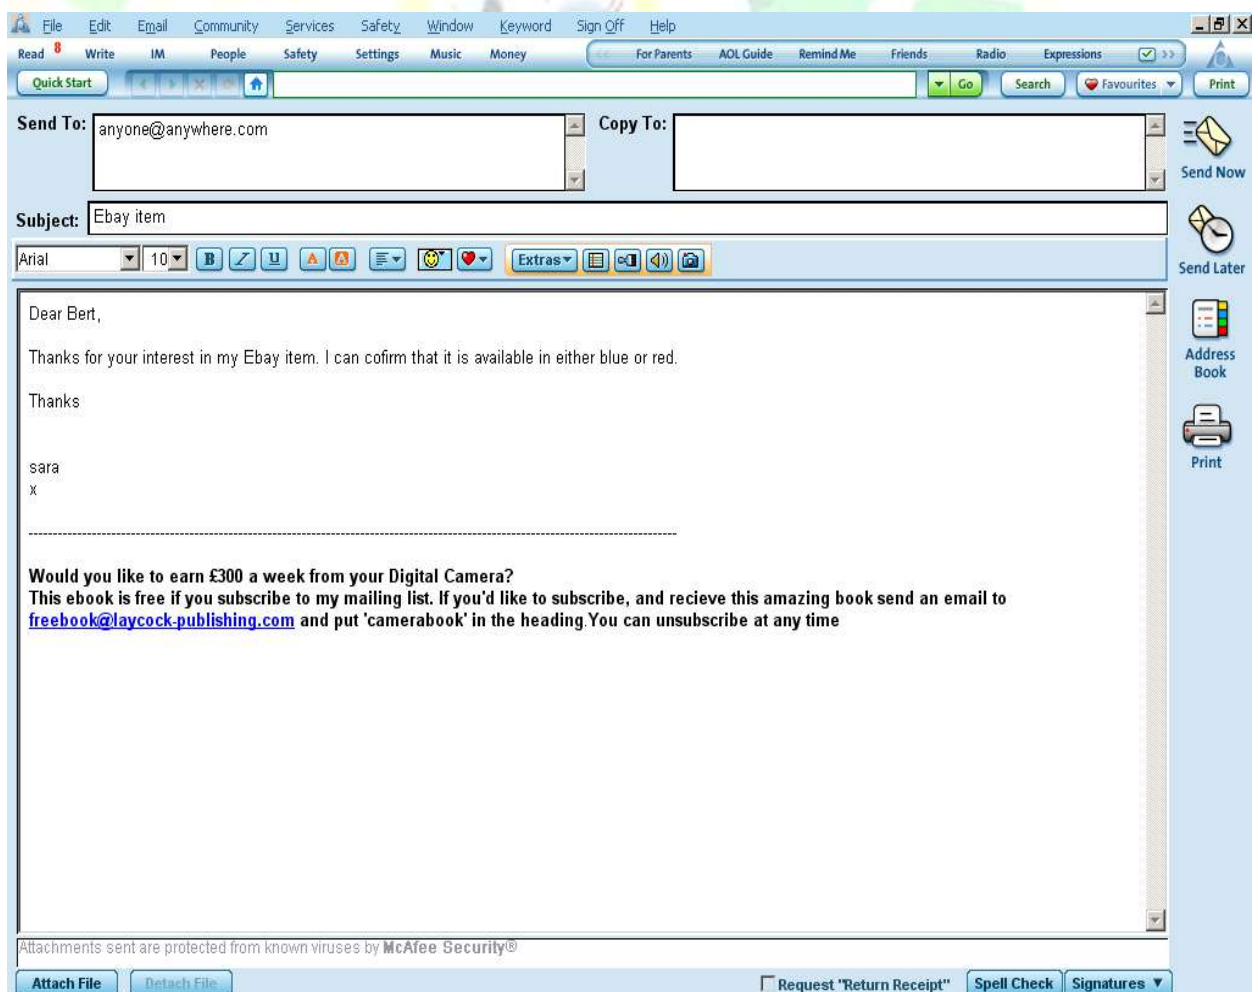 File Edit Email Community Services Safety Window Keyword Sign Off Help
Read 8 Write IM People Safety Settings Music Money For Parents AOL Guide Remind Me Friends Radio Expressions
Quick Start Go Search Favourites Print
Send To: anyone@anywhere.com Copy To:
Send Now
Subject: Ebay item
Arial 10 B I U A A Extras
Send Later
Dear Bert,
Thanks for your interest in my Ebay item. I can cofirm that it is available in either blue or red.
Address
Book
Thanks
sara
Print
x
--------------------------------------------------------------------------------
Would you like to earn £300 a week from your Digital Camera?
This ebook is free if you subscribe to my mailing list. If you'd like to subscribe, and recieve this amazing book send an email to
freebook@laycock-publishing.com and put 'camerabook' in the heading.You can unsubscribe at any time
Attachments sent are protected from known viruses by McAfee Security®
Attach File Detach File Request "Return Receipt" Spell Check Signatures